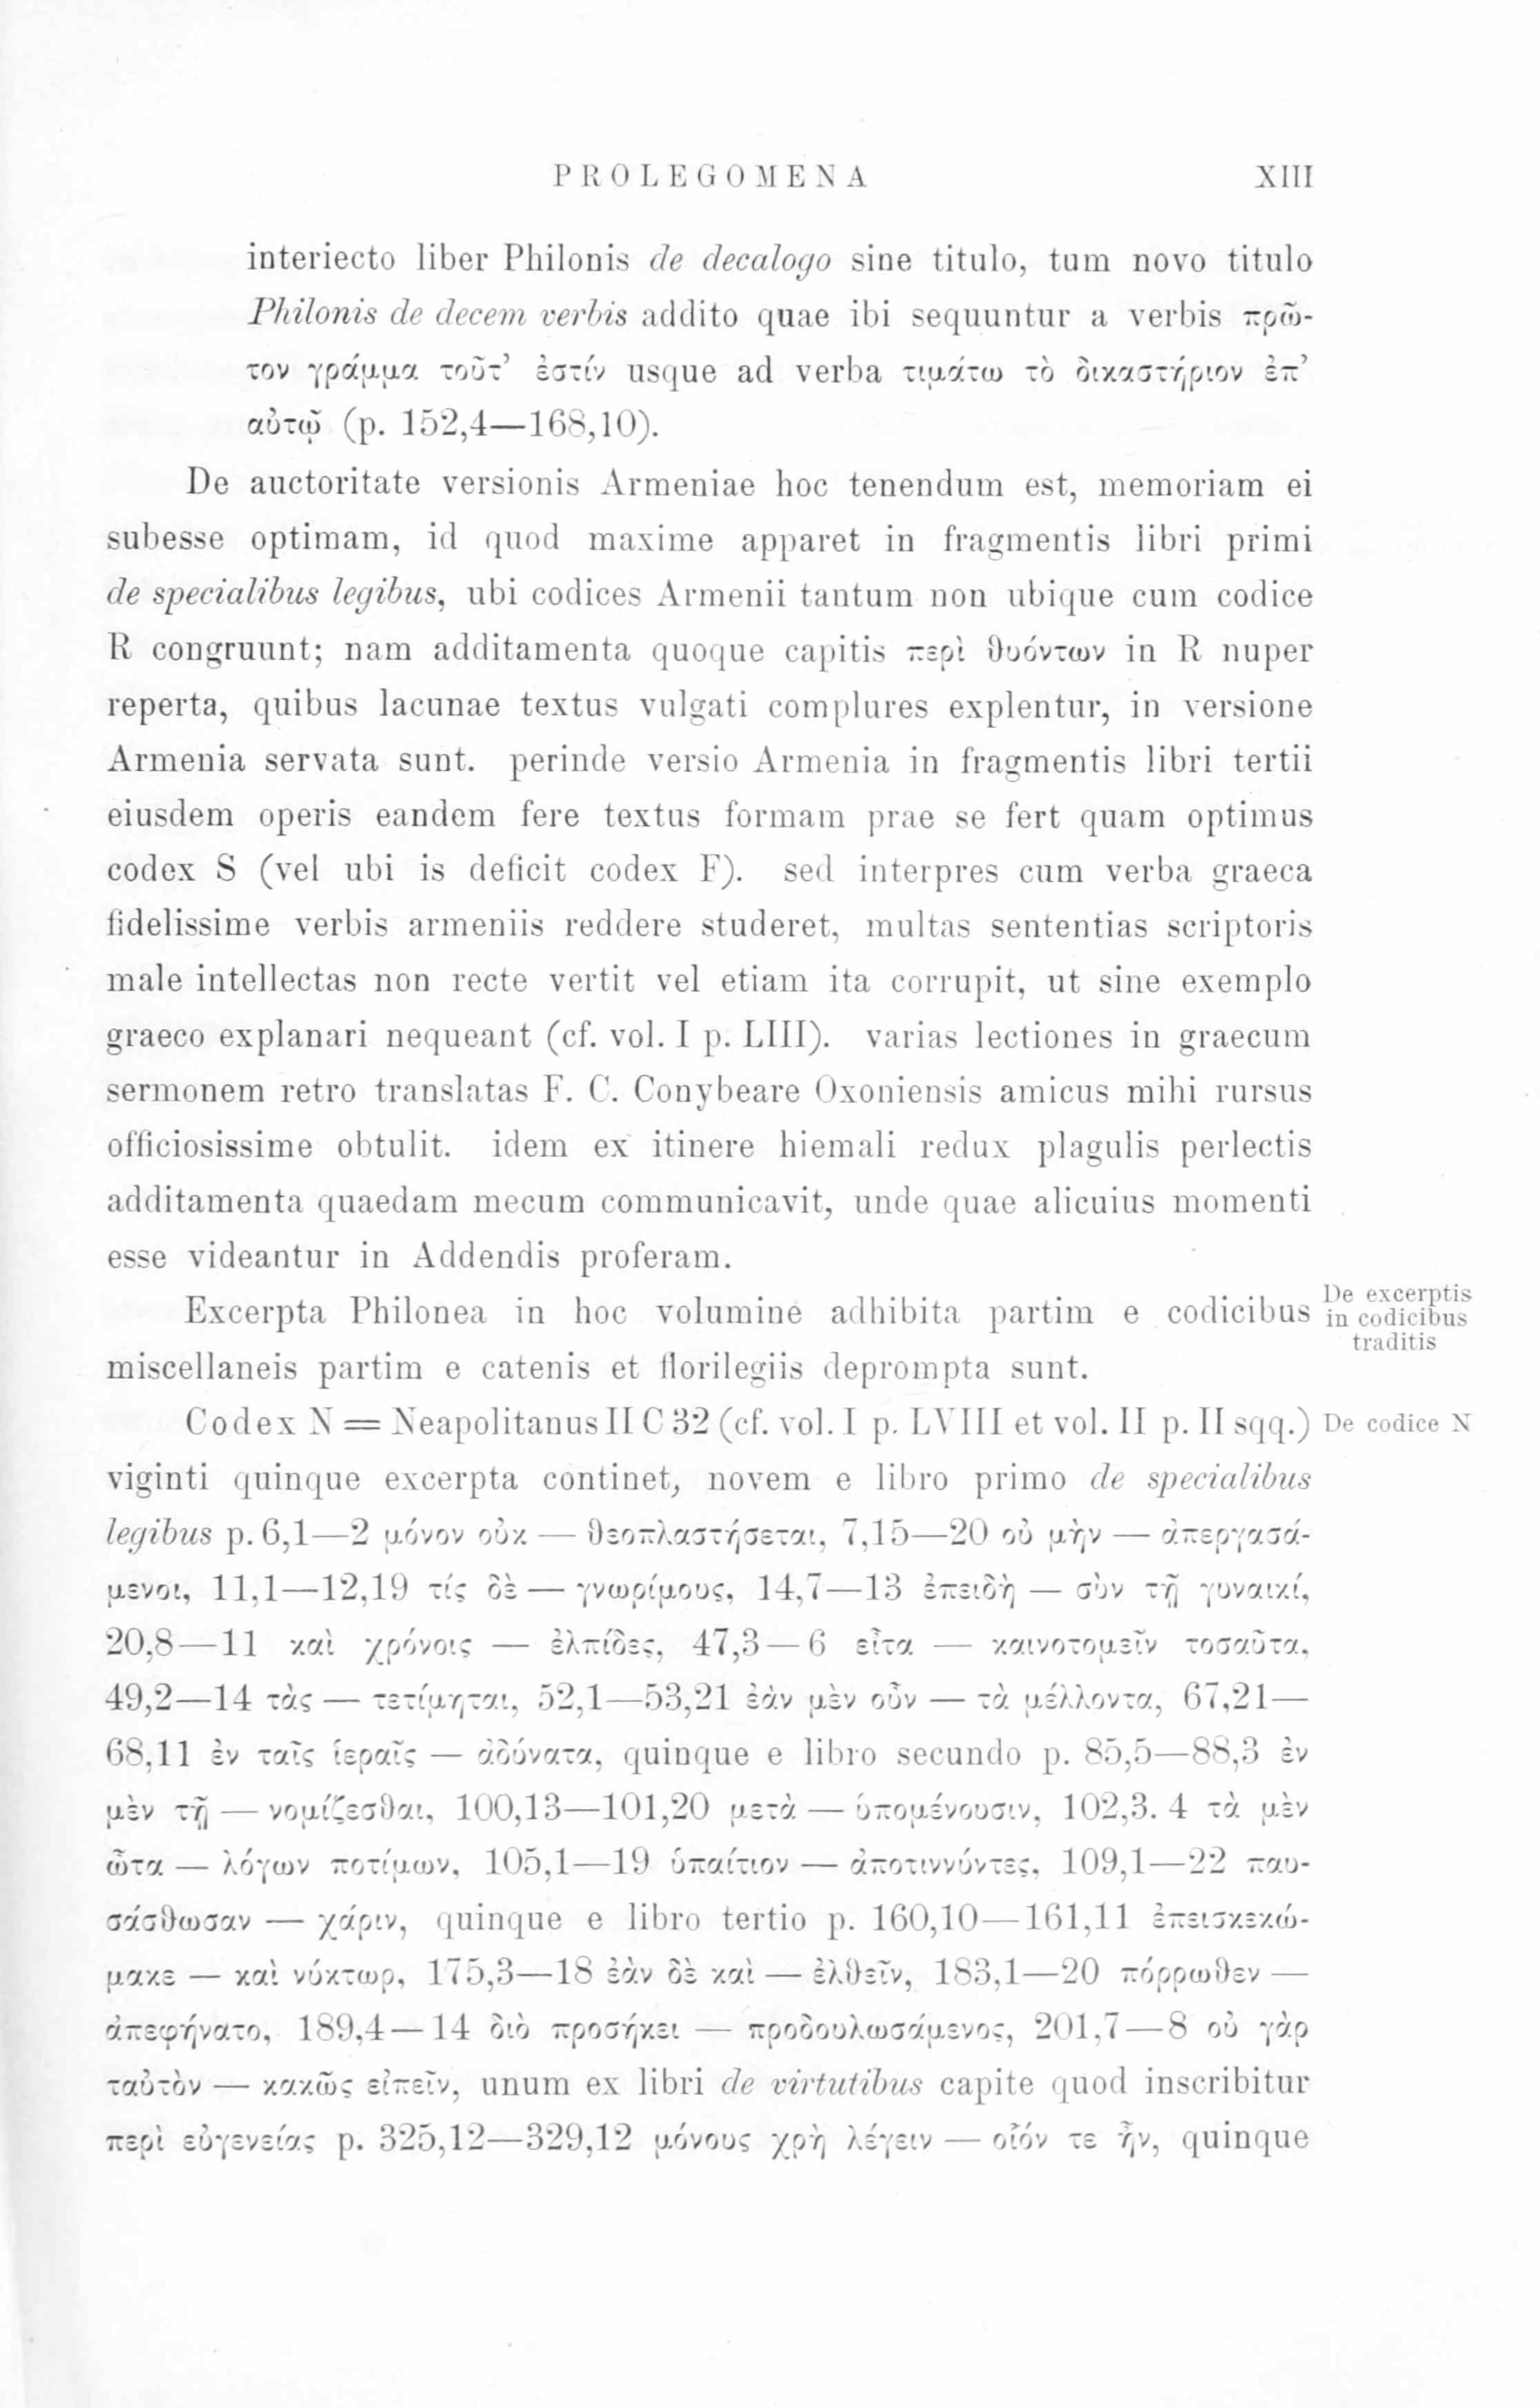 PROLEGOMENA XIII
interiecto liber Philonis de decalogo sine titulo, tum novo titulo
Philonis de decem verbis addito quae ibi sequuntur a verbis πρῶ-
τον γράμμα τοῦτ’ ἐστίν usque ad verba τιμάτω τὸ δικαστήριον ἐπ’
αὐτῷ (p. 152,4—168,10).
De auctoritate versionis Armeniae hoc tenendum est, memoriam ei
subesse optimam, id quod maxime apparet in fragmentis libri primi
de specialibus legibus, ubi codices Armenii tantum non ubique cum codice
R congruunt; nam additamenta quoque capitis περὶ θυόντων in R nuper
reperta, quibus lacunae textus vulgati complures explentur, in versione
Armenia servata sunt. perinde versio Armenia in fragmentis libri tertii
eiusdem operis eandem fere textus formam prae se fert quam optimus
codex S (vel ubi is deficit codex F). sed interpres cum verba graeca
fidelissime verbis armeniis reddere studeret, multas sententias scriptoris
male intellectas non recte vertit vel etiam ita corrupit, ut sine exemplo
graeco explanari nequeant (cf. vol. I p. LIII). varias lectiones in graecum
sermonem retro translatas F. C. Conybeare Oxoniensis amicus mihi rursus
officiosissime obtulit. idem ex itinere hiemali redux plagulis perlectis
additamenta quaedam mecum communicavit, unde quae alicuius momenti
esse videantur in Addendis proferam.
Excerpta Philonea in hoc volumine adhibita partim e codicibus
De excerptis
in codicibus
traditis
miscellaneis partim e catenis et florilegiis deprompta sunt.
Codex N = Neapolitanus II C 32 (cf. vol. I p. LVIII et vol. II p. II sqq.)
De codice N
viginti quinque excerpta continet, novem e libro primo de specialibus
legibus p. 6,1—2 μόνον οὐκ — θεοπλαστήσεται, 7,15—20 οὐ μὴν — ἀπεργασά-
μενοι, 11,1—12,19 τίς δὲ — γνωρίμους, 14,7—13 ἐπειδὴ — σὺν τῇ γυναικί,
20,8—11 καὶ χρόνοις — ἐλπίδες, 47,3—6 εἶτα — καινοτομεῖν τοσαῦτα,
49,2—14 τὰς — τετίμηται, 52,1—53,21 ἐὰν μὲν οὖν — τὰ μέλλοντα, 67,21—
68,11 ἐν ταῖς ἱεραῖς — ἀδύνατα, quinque e libro secundo p. 85,5—88,3 ἐν
μὲν τῇ — νομίζεσθαι, 100,13—101,20 μετὰ — ὑπομένουσιν, 102,3. 4 τὰ μὲν
ὦτα — λόγων ποτίμων, 105,1—19 ὑπαίτιον — ἀποτιννύντες, 109,1—22 παυ-
σάσθωσαν — χάριν, quinque e libro tertio p. 160,10—161,11 ἐπεισκεκώ-
μακε — καὶ νύκτωρ, 175,3—18 ἐὰν δὲ καὶ — ἐλθεῖν, 183,1—20 πόρρωθεν —
ἀπεφήνατο, 189,4—14 διὸ προσήκει — προδουλωσάμενος, 201,7—8 οὐ γὰρ
ταὐτὸν — κακῶς εἰπεῖν, unum ex libri de virtutibus capite quod inscribitur
περὶ εὐγενείας p. 325,12—329,12 μόνους χρὴ λέγειν — οἷόν τε ἦν, quinque